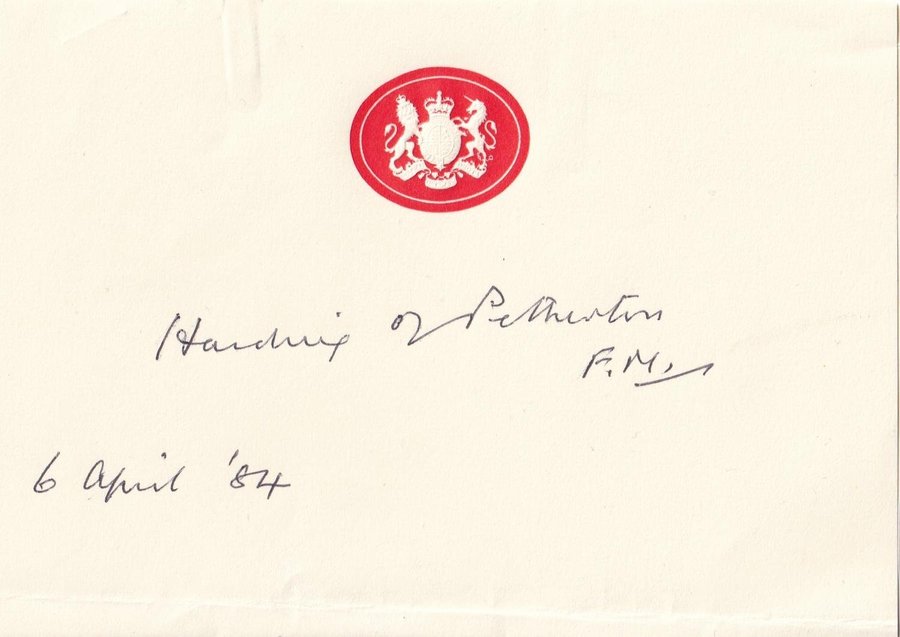 Harding of Petherton
F.M.
6 April '84